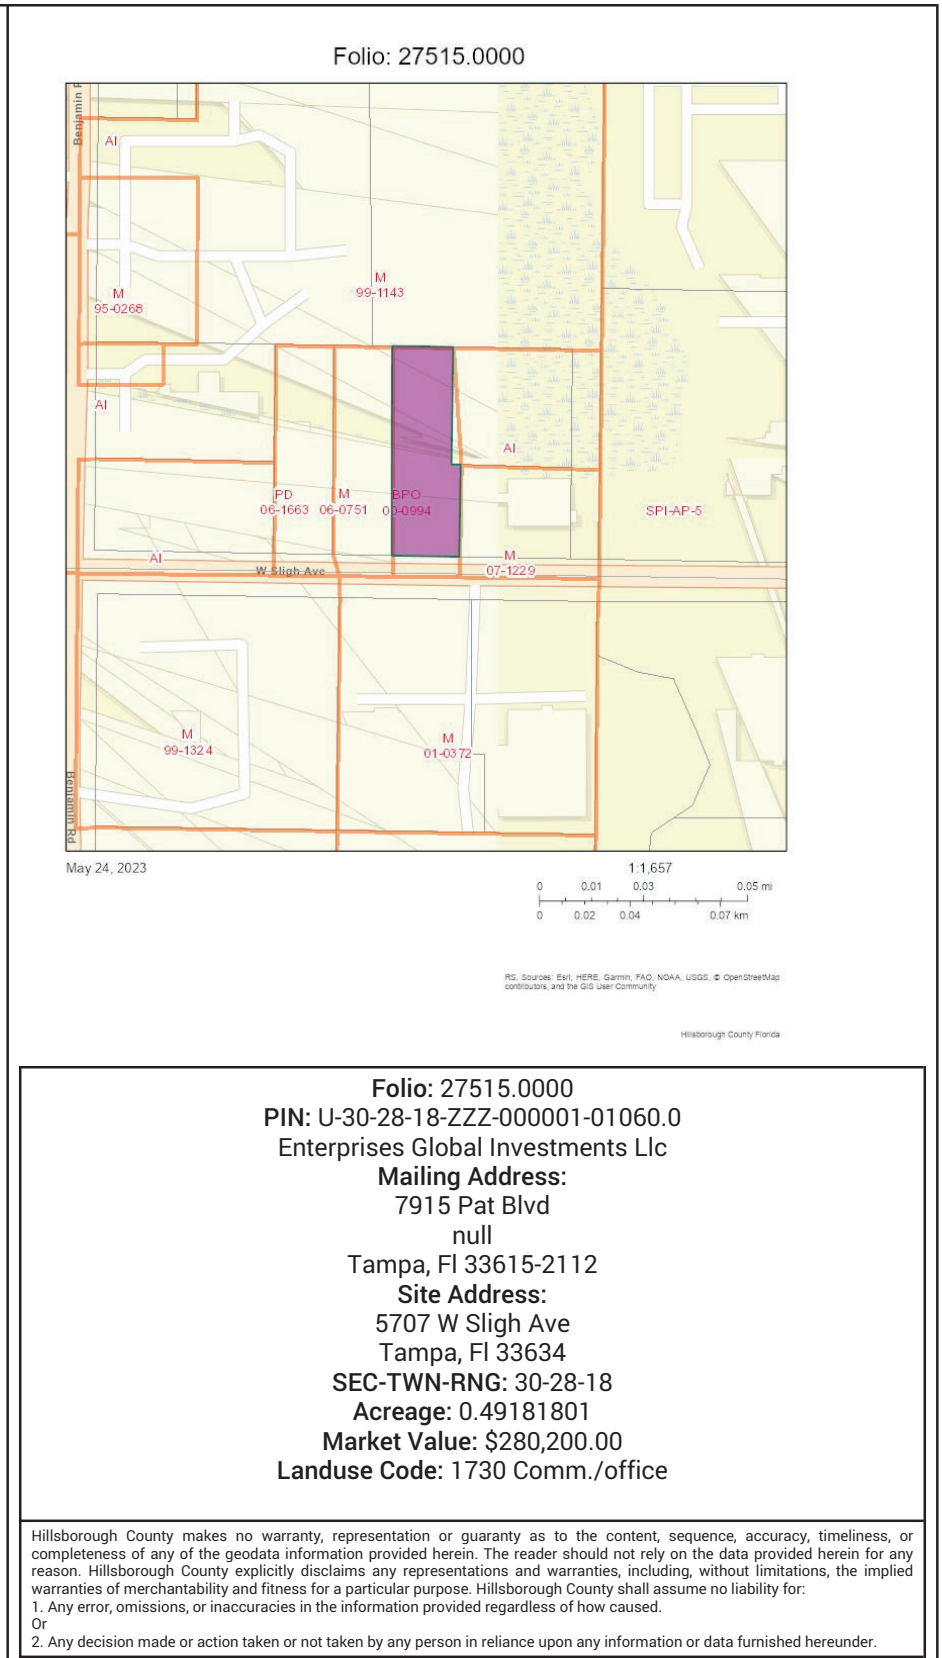 Folio: 27515.0000
Benjamin R
AI
M
99-1143
M
95-0268
AI
AI
PD
06-1663
M
06-0751
BPO
00-0994
SPI-AP-5
AI
W Sligh Ave
M
07-1229
M
99-1324
M
01-0372
Benjamin Rd
May 24, 2023
1:1,657
0 0.01 0.03 0.05 mi
0 0.02 0.04 0.07 km
RS, Sources: Esri, HERE, Garmin, FAO, NOAA, USGS, © OpenStreetMap
contributors, and the GIS User Community
Hillsborough County Florida
Folio: 27515.0000
PIN: U-30-28-18-ZZZ-000001-01060.0
Enterprises Global Investments Llc
Mailing Address:
7915 Pat Blvd
null
Tampa, Fl 33615-2112
Site Address:
5707 W Sligh Ave
Tampa, Fl 33634
SEC-TWN-RNG: 30-28-18
Acreage: 0.49181801
Market Value: $280,200.00
Landuse Code: 1730 Comm./office
Hillsborough County makes no warranty, representation or guaranty as to the content, sequence, accuracy, timeliness, or
completeness of any of the geodata information provided herein. The reader should not rely on the data provided herein for any
reason. Hillsborough County explicitly disclaims any representations and warranties, including, without limitations, the implied
warranties of merchantability and fitness for a particular purpose. Hillsborough County shall assume no liability for:
1. Any error, omissions, or inaccuracies in the information provided regardless of how caused.
Or
2. Any decision made or action taken or not taken by any person in reliance upon any information or data furnished hereunder.